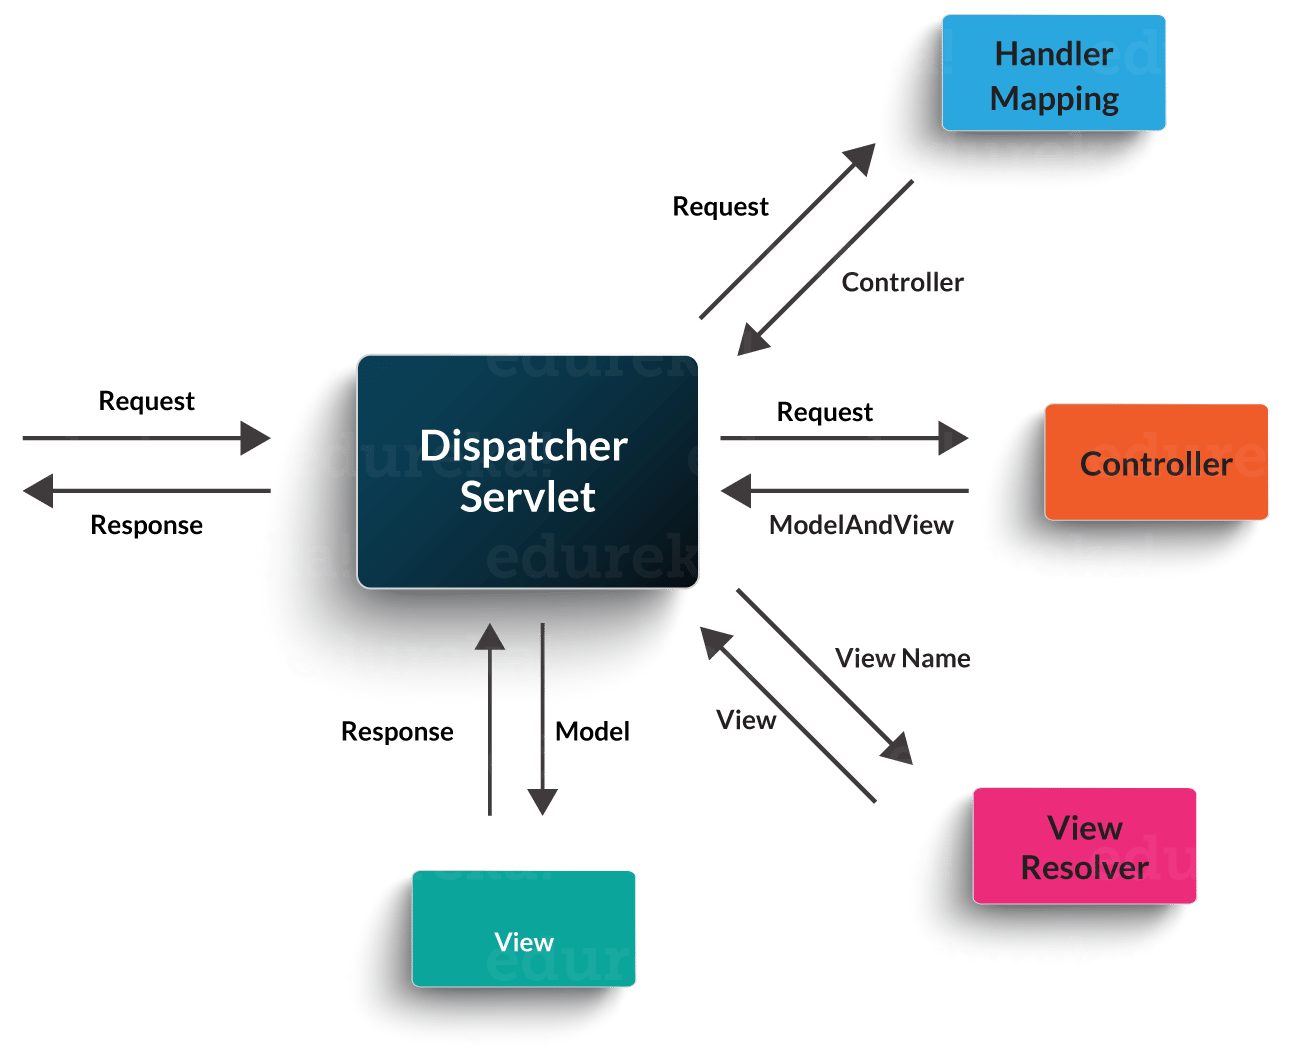 Handler
Mapping
Request
Controller
Request
Response
Dispatcher
Servlet
Request
ModelAndView
Controller
View Name
View
Response
Model
View
Resolver
View
edureka!